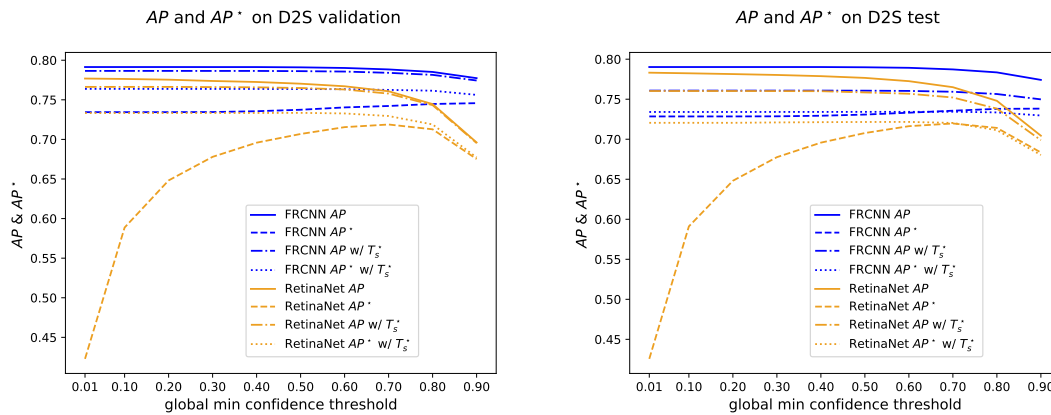 AP and AP⋆ on D2S validation
AP & AP⋆
0.80
0.75
0.70
0.65
0.60
0.55
0.50
0.45
FRCNN AP
FRCNN AP⋆
FRCNN AP w/ T⋆s
FRCNN AP⋆ w/ T⋆s
RetinaNet AP
RetinaNet AP⋆
RetinaNet AP w/ T⋆s
RetinaNet AP⋆ w/ T⋆s
0.01 0.10 0.20 0.30 0.40 0.50 0.60 0.70 0.80 0.90
global min confidence threshold
AP and AP⋆ on D2S test
AP & AP⋆
0.80
0.75
0.70
0.65
0.60
0.55
0.50
0.45
FRCNN AP
FRCNN AP⋆
FRCNN AP w/ T⋆s
FRCNN AP⋆ w/ T⋆s
RetinaNet AP
RetinaNet AP⋆
RetinaNet AP w/ T⋆s
RetinaNet AP⋆ w/ T⋆s
0.01 0.10 0.20 0.30 0.40 0.50 0.60 0.70 0.80 0.90
global min confidence threshold